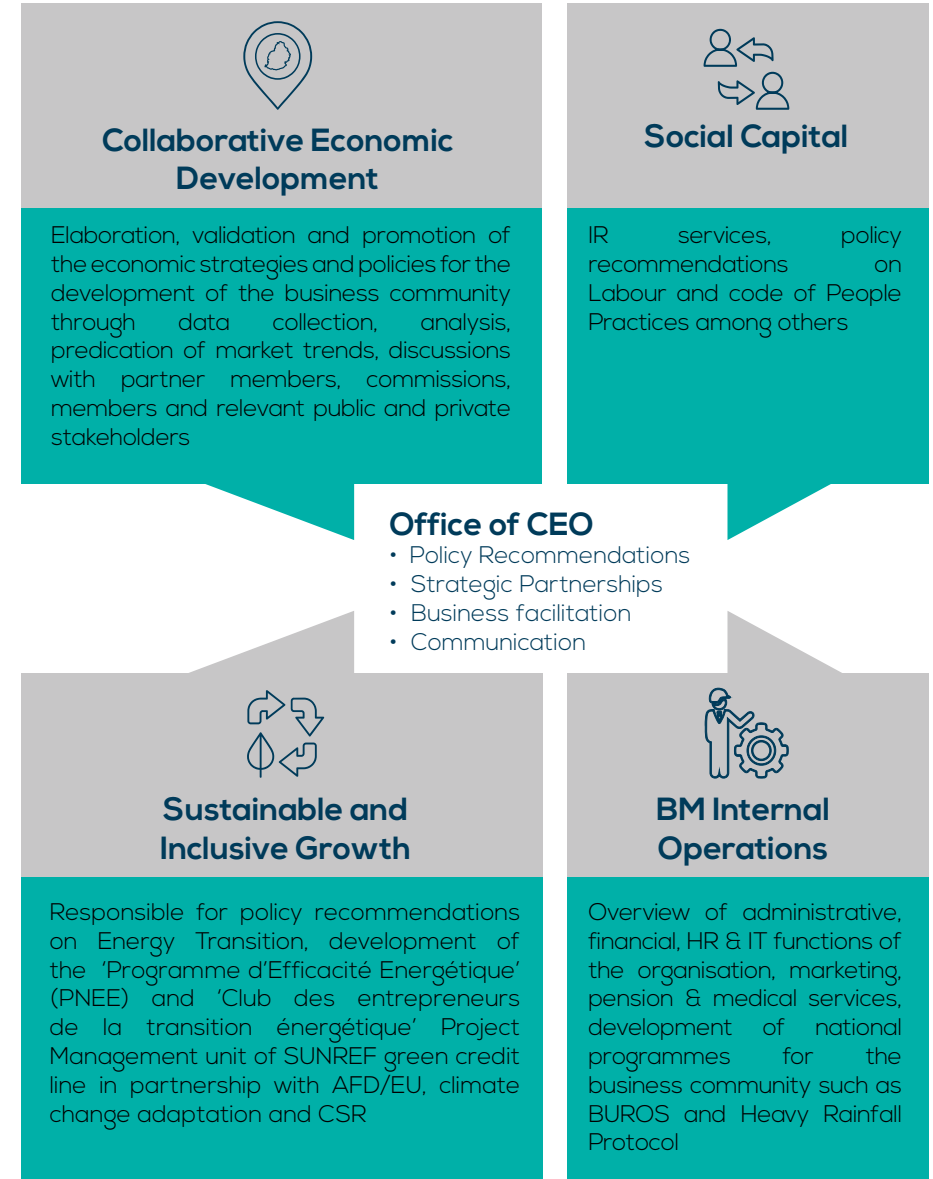 Collaborative Economic
Development
Elaboration, validation and promotion of
the economic strategies and policies for the
development of the business community
through data collection, analysis,
predication of market trends, discussions
with partner members, commissions,
members and relevant public and private
stakeholders
Social Capital
IR services, policy
recommendations on
Labour and code of People
Practices among others
Office of CEO
• Policy Recommendations
• Strategic Partnerships
• Business facilitation
• Communication
Sustainable and
Inclusive Growth
Responsible for policy recommendations
on Energy Transition, development of
the ‘Programme d’Efficacité Energétique’
(PNEE) and ‘Club des entrepreneurs
de la transition énergétique’ Project
Management unit of SUNREF green credit
line in partnership with AFD/EU, climate
change adaptation and CSR
BM Internal
Operations
Overview of administrative,
financial, HR & IT functions of
the organisation, marketing,
pension & medical services,
development of national
programmes for the
business community such as
BUROS and Heavy Rainfall
Protocol